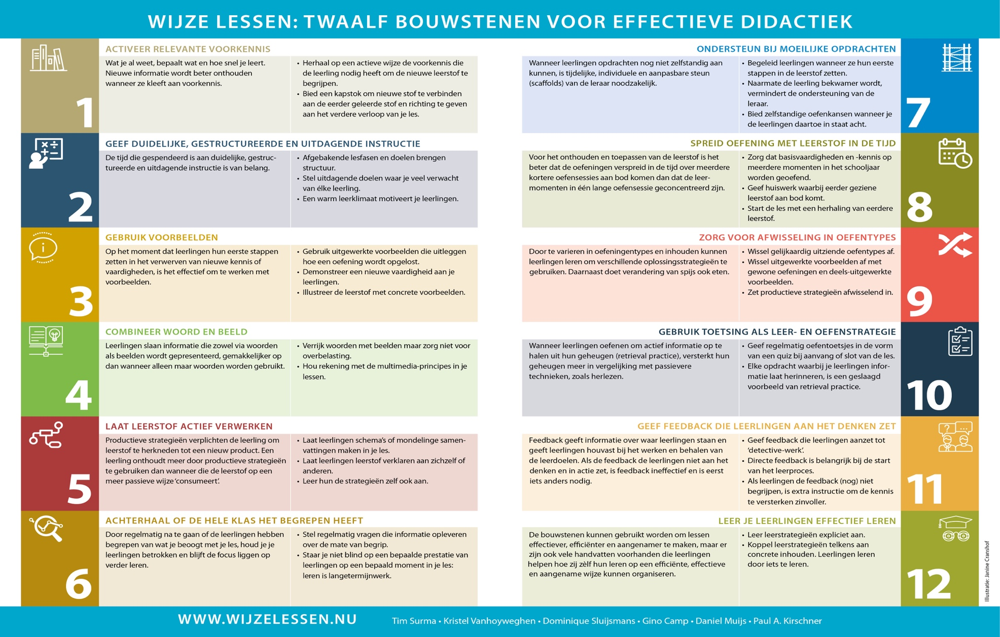 WIJZE LESSEN: TWAALF BOUWSTENEN VOOR EFFECTIEVE DIDACTIEK
1
ACTIVEER RELEVANTE VOORKENNIS
Wat je al weet, bepaalt wat en hoe snel je leert.
Nieuwe informatie wordt beter onthouden
wanneer ze kleeft aan voorkennis.
• Herhaal op een actieve wijze de voorkennis die
de leerling nodig heeft om de nieuwe leerstof te
begrijpen.
• Bied een kapstok om nieuwe stof te verbinden
aan de eerder geleerde stof en richting te geven
aan het verdere verloop van je les.
2
GEEF DUIDELIJKE, GESTRUCTUREERDE EN UITDAGENDE INSTRUCTIE
De tijd die gespendeerd is aan duidelijke, gestruc-
tureerde en uitdagende instructie is van belang.
• Afgebakende lesfasen en doelen brengen
structuur.
• Stel uitdagende doelen waar je veel verwacht
van élke leerling.
• Een warm leerklimaat motiveert je leerlingen.
3
GEBRUIK VOORBEELDEN
Op het moment dat leerlingen hun eerste stappen
zetten in het verwerven van nieuwe kennis of
vaardigheden, is het effectief om te werken met
voorbeelden.
• Gebruik uitgewerkte voorbeelden die uitleggen
hoe een oefening wordt opgelost.
• Demonstreer een nieuwe vaardigheid aan je
leerlingen.
• Illustreer de leerstof met concrete voorbeelden.
4
COMBINEER WOORD EN BEELD
Leerlingen slaan informatie die zowel via woorden
als beelden wordt gepresenteerd, gemakkelijker op
dan wanneer alleen maar woorden worden gebruikt.
• Verrijk woorden met beelden maar zorg niet voor
overbelasting.
• Hou rekening met de multimedia-principes in je
lessen.
5
LAAT LEERSTOF ACTIEF VERWERKEN
Productieve strategieën verplichten de leerling om
leerstof te herkneden tot een nieuw product. Een
leerling onthoudt meer door productieve strategieën
te gebruiken dan wanneer die de leerstof op een
meer passieve wijze ‘consumeert’.
• Laat leerlingen schema’s of mondelinge samen-
vattingen maken in je les.
• Laat leerlingen leerstof verklaren aan zichzelf of
anderen.
• Leer hun de strategieën zelf ook aan.
6
ACHTERHAAL OF DE HELE KLAS HET BEGREPEN HEEFT
Door regelmatig na te gaan of de leerlingen hebben
begrepen van wat je beoogt met je les, houd je je
leerlingen betrokken en blijft de focus liggen op
verder leren.
• Stel regelmatig vragen die informatie opleveren
over de mate van begrip.
• Staar je niet blind op een bepaalde prestatie van
leerlingen op een bepaald moment in je les:
leren is langetermijnwerk.
7
ONDERSTEUN BIJ MOEILIJKE OPDRACHTEN
Wanneer leerlingen opdrachten nog niet zelfstandig aan
kunnen, is tijdelijke, individuele en aanpasbare steun
(scaffolds) van de leraar noodzakelijk.
• Begeleid leerlingen wanneer ze hun eerste
stappen in de leerstof zetten.
• Naarmate de leerling bekwamer wordt,
vermindert de ondersteuning van de
leraar.
• Bied zelfstandige oefenkansen wanneer je
de leerlingen daartoe in staat acht.
8
SPREID OEFENING MET LEERSTOF IN DE TIJD
Voor het onthouden en toepassen van de leerstof is het
beter dat de oefeningen verspreid in de tijd over meerdere
kortere oefensessies aan bod komen dan dat de leer-
momenten in één lange oefensessie geconcentreerd zijn.
• Zorg dat basisvaardigheden en -kennis op
meerdere momenten in het schooljaar
worden geoefend.
• Geef huiswerk waarbij eerder geziene
leerstof aan bod komt.
• Start de les met een herhaling van eerdere
leerstof.
9
ZORG VOOR AFWISSELING IN OEFENTYPES
Door te varieren in oefeningentypes en inhouden kunnen
leerlingen leren om verschillende oplossingsstrategieën te
gebruiken. Daarnaast doet verandering van spijs ook eten.
• Wissel gelijkaardig uitziende oefentypes af.
• Wissel uitgewerkte voorbeelden af met
gewone oefeningen en deels-uitgewerkte
voorbeelden.
• Zet productieve strategieën afwisselend in.
10
GEBRUIK TOETSING ALS LEER- EN OEFENSTRATEGIE
Wanneer leerlingen oefenen om actief informatie op te
halen uit hun geheugen (retrieval practice), versterkt hun
geheugen meer in vergelijking met passievere
technieken, zoals herlezen.
• Geef regelmatig oefentoetsjes in de vorm
van een quiz bij aanvang of slot van de les.
• Elke opdracht waarbij je leerlingen infor-
matie laat herinneren, is een geslaagd
voorbeeld van retrieval practice.
11
GEEF FEEDBACK DIE LEERLINGEN AAN HET DENKEN ZET
Feedback geeft informatie over waar leerlingen staan en
geeft leerlingen houvast bij het werken en behalen van
de leerdoelen. Als de feedback de leerlingen niet aan het
denken en in actie zet, is feedback ineffectief en is eerst
iets anders nodig.
• Geef feedback die leerlingen aanzet tot
‘detective-werk’.
• Directe feedback is belangrijk bij de start
van het leerproces.
• Als leerlingen de feedback (nog) niet
begrijpen, is extra instructie om de kennis
te versterken zinvoller.
12
LEER JE LEERLINGEN EFFECTIEF LEREN
De bouwstenen kunnen gebruikt worden om lessen
effectiever, efficiënter en aangenamer te maken, maar er
zijn ook vele handvatten voorhanden die leerlingen
helpen hoe zij zèlf hun leren op een efficiënte, effectieve
en aangename wijze kunnen organiseren.
• Leer leerstrategieën expliciet aan.
• Koppel leerstrategieën telkens aan
concrete inhouden. Leerlingen leren
door iets te leren.
Illustratie: Janine Cranshof
WWW.WIJZELESSEN.NU
Tim Surma • Kristel Vanhoyweghen • Dominique Sluijsmans • Gino Camp • Daniel Muijs • Paul A. Kirschner